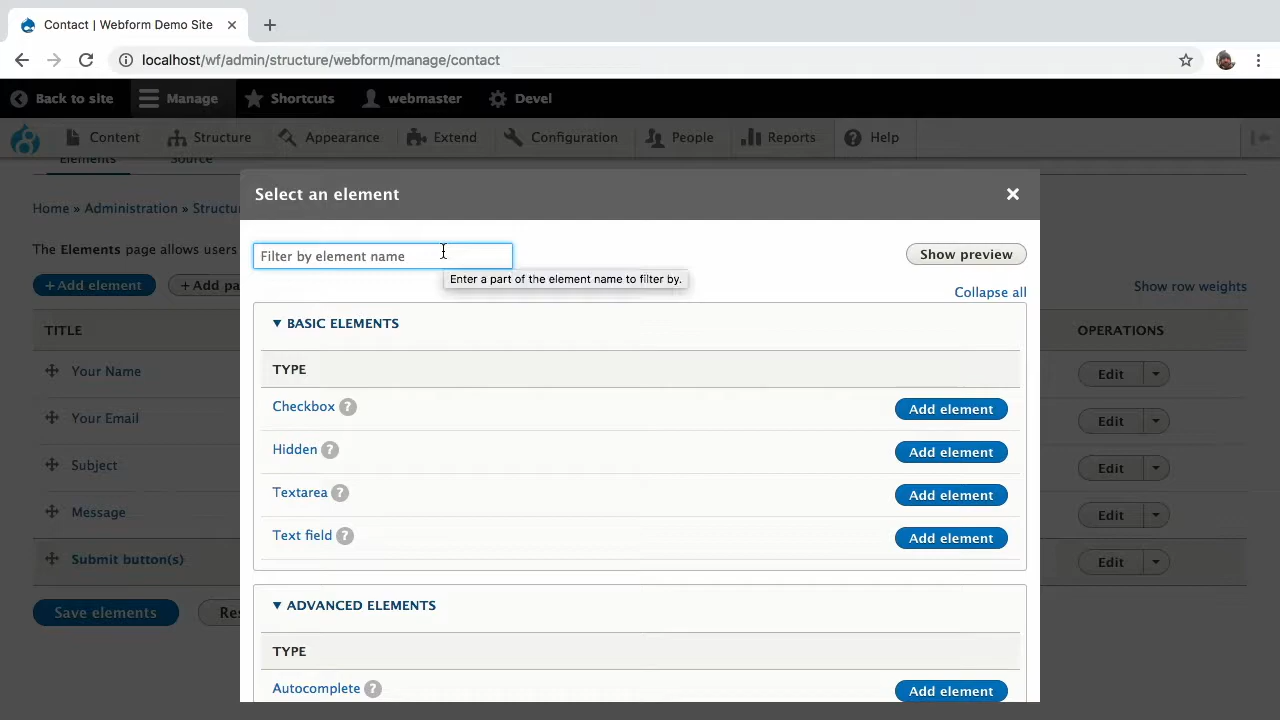 Contact | Webform Demo Site
localhost/wf/admin/structure/webform/manage/contact
Back to site Manage Shortcuts webmaster Devel
Content Structure Appearance Extend Configuration People Reports Help
Elements Source
Select an element
Home » Administration »
The Elements page allows users
Filter by element name
Show preview
Enter a part of the element name to filter by.
+Add element
Collapse all
Show row weights
BASIC ELEMENTS
TITLE
OPERATIONS
TYPE
Your Name
Edit
Checkbox ?
Add element
Your Email
Edit
Hidden ?
Add element
Subject
Edit
Textarea ?
Add element
Message
Edit
Text field ?
Add element
Submit button(s)
Edit
ADVANCED ELEMENTS
Save elements
TYPE
Autocomplete ?
Add element